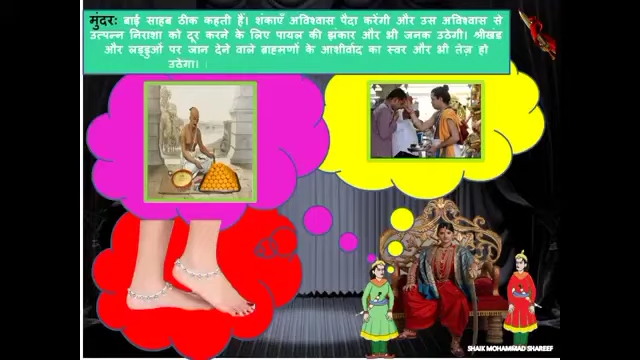 मुंदर: बाई साहब ठीक कहती हैं। शंकाएँ अविश्वास पैदा करेंगी और उस अविश्वास से
उत्पन्न निराशा को दूर करने के लिए पायल की झंकार और भी जनक उठेगी। श्रीखंड
और लड्डुओं पर जान देने वाले ब्राह्मणों के आशीर्वाद का स्वर और भी तेज़ हो
उठेगा।
SHAIK MOHAMMAD SHAREEF